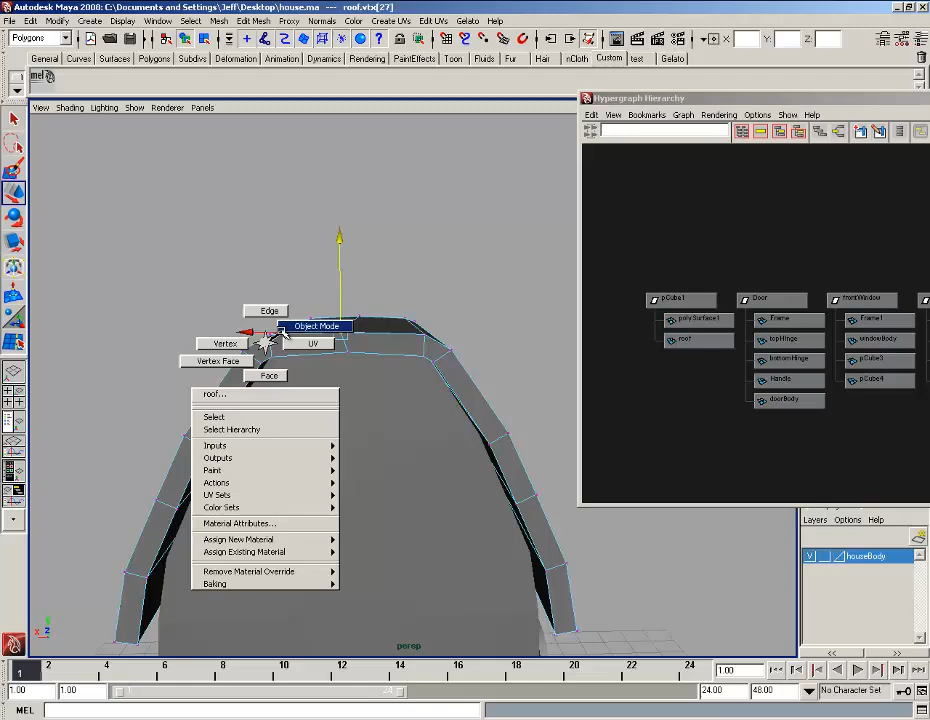 Autodesk Maya 2008: C:\Documents and Settings\Jeff\Desktop\house.ma --- roof.vtx[27]
File Edit Modify Create Display Window Select Mesh Edit Mesh Proxy Normals Color Create UVs Edit UVs Gelato Help
Polygons X: Y: Z:
General Curves Surfaces Polygons Subdivs Deformation Animation Dynamics Rendering PaintEffects Toon Fluids Fur Hair nCloth Custom test Gelato
mel
View Shading Lighting Show Renderer Panels
Hypergraph Hierarchy
Edit View Bookmarks Graph Rendering Options Show Help
pCube1 Door frontWindow
polySurface1 Frame Frame1
roof topHinge windowBody
bottomHinge pCube3
Handle pCube4
doorBody
Edge
Object Mode
Vertex UV
Vertex Face
Face
roof...
Select
Select Hierarchy
Inputs
Outputs
Paint
Actions
UV Sets
Color Sets
Material Attributes...
Assign New Material
Assign Existing Material
Remove Material Override
Baking
Layers Options Help
V houseBody
persp
2 4 6 8 10 12 14 16 18 20 22 24 1.00
1
1.00 1.00 24 24.00 48.00 No Character Set
MEL